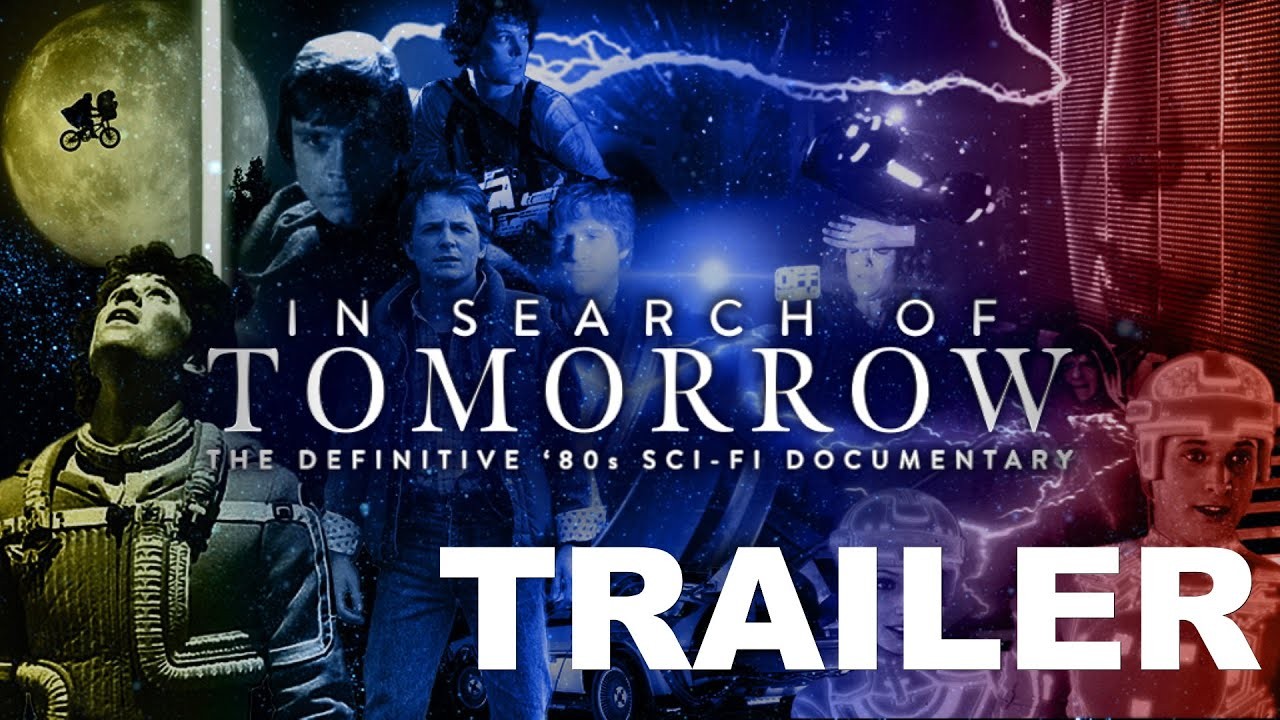 IN SEARCH OF
TOMORROW
THE DEFINITIVE ‘80s SCI-FI DOCUMENTARY
TRAILER